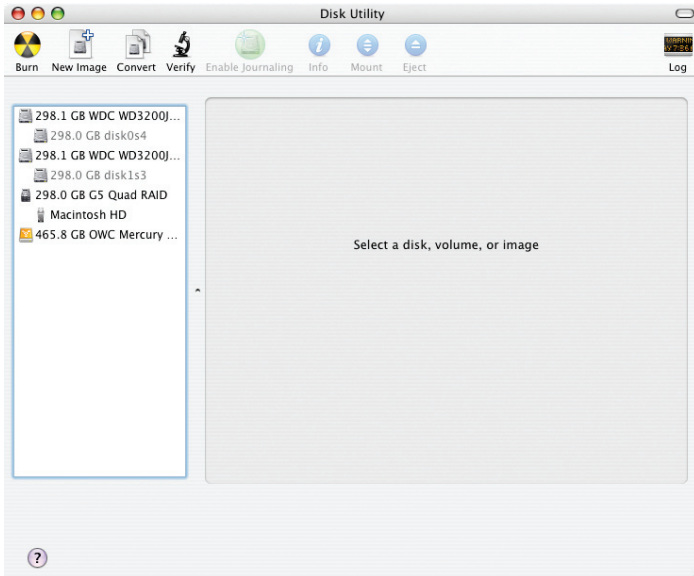 Disk Utility
Burn New Image Convert Verify Enable Journaling Info Mount Eject Log
298.1 GB WDC WD3200J...
298.0 GB disk0s4
298.1 GB WDC WD3200J...
298.0 GB disk1s3
298.0 GB G5 Quad RAID
Macintosh HD
465.8 GB OWC Mercury ...
Select a disk, volume, or image
?